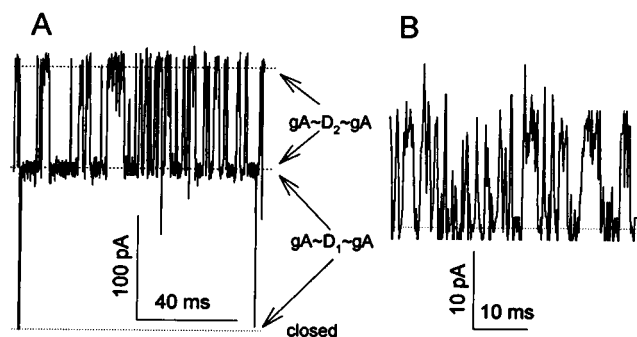 A
B
gA~D₂~gA
gA~D₁~gA
100 pA
40 ms
closed
10 pA
10 ms